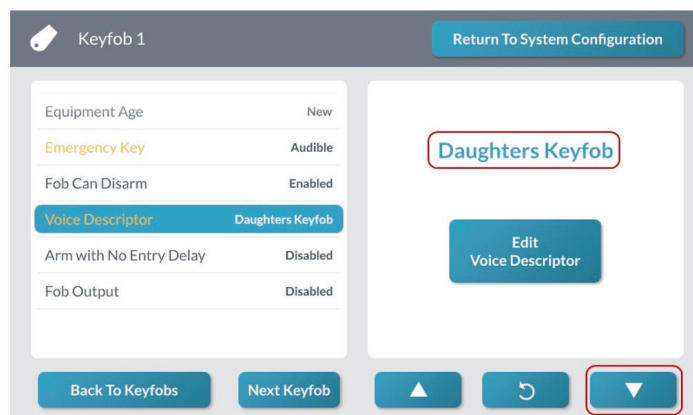 Keyfob 1
Return To System Configuration
Equipment Age New
Emergency Key Audible
Fob Can Disarm Enabled
Voice Descriptor Daughters Keyfob
Arm with No Entry Delay Disabled
Fob Output Disabled
Daughters Keyfob
Edit
Voice Descriptor
Back To Keyfobs
Next Keyfob